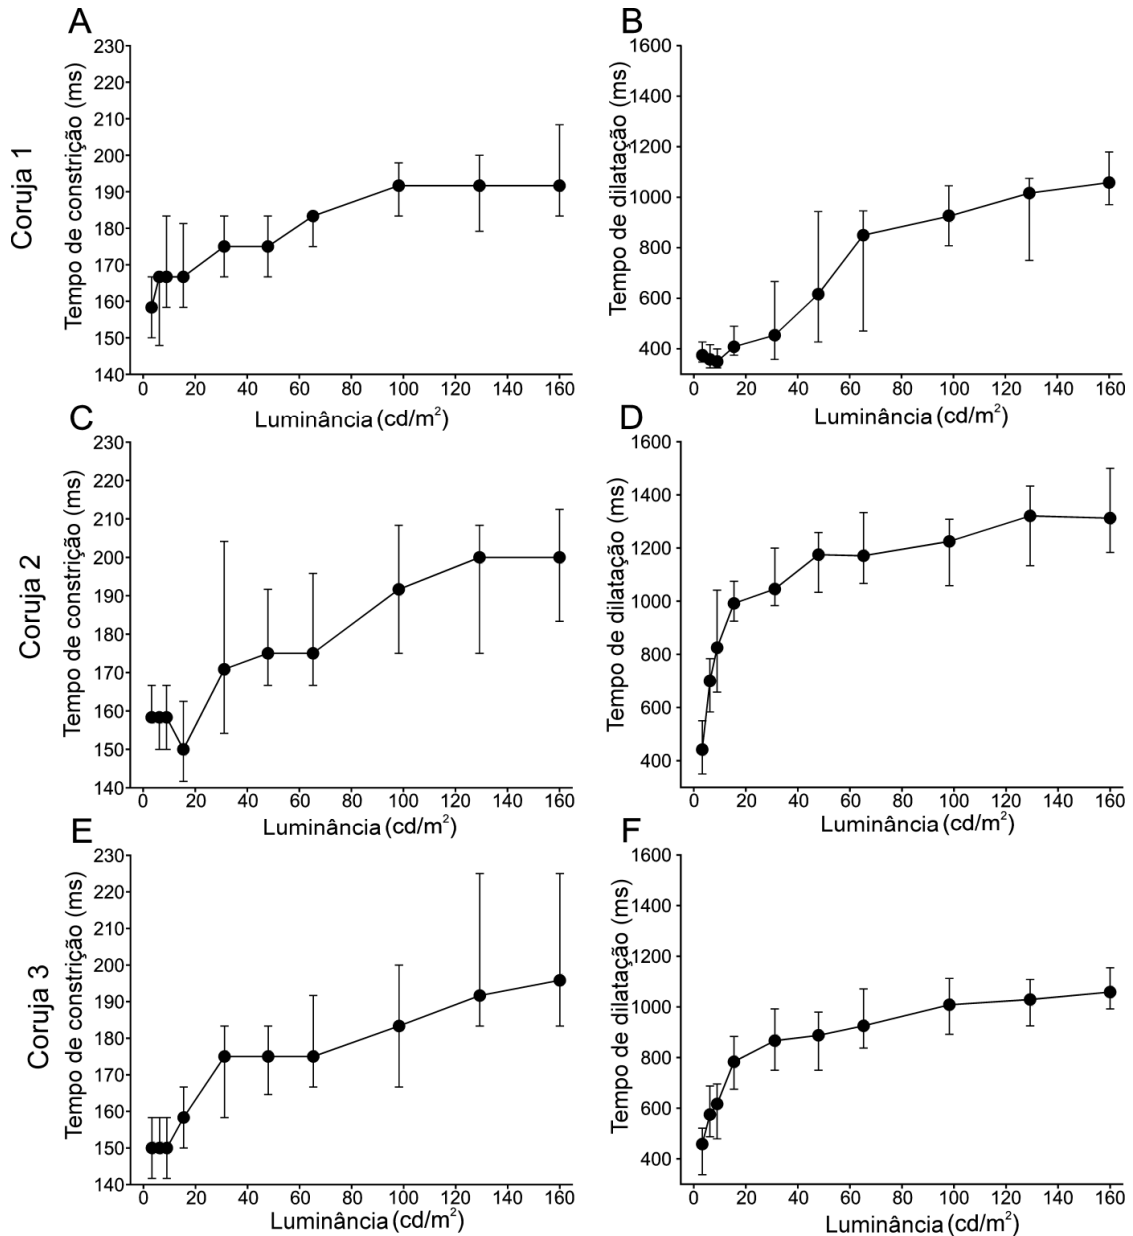 A
Coruja 1
Tempo de constrição (ms)
230
220
210
200
190
180
170
160
150
140
0 20 40 60 80 100 120 140 160
Luminância (cd/m²)
B
Tempo de dilatação (ms)
1600
1400
1200
1000
800
600
400
0 20 40 60 80 100 120 140 160
Luminância (cd/m²)
C
Coruja 2
Tempo de constrição (ms)
230
220
210
200
190
180
170
160
150
140
0 20 40 60 80 100 120 140 160
Luminância (cd/m²)
D
Tempo de dilatação (ms)
1600
1400
1200
1000
800
600
400
0 20 40 60 80 100 120 140 160
Luminância (cd/m²)
E
Coruja 3
Tempo de constrição (ms)
230
220
210
200
190
180
170
160
150
140
0 20 40 60 80 100 120 140 160
Luminância (cd/m²)
F
Tempo de dilatação (ms)
1600
1400
1200
1000
800
600
400
0 20 40 60 80 100 120 140 160
Luminância (cd/m²)